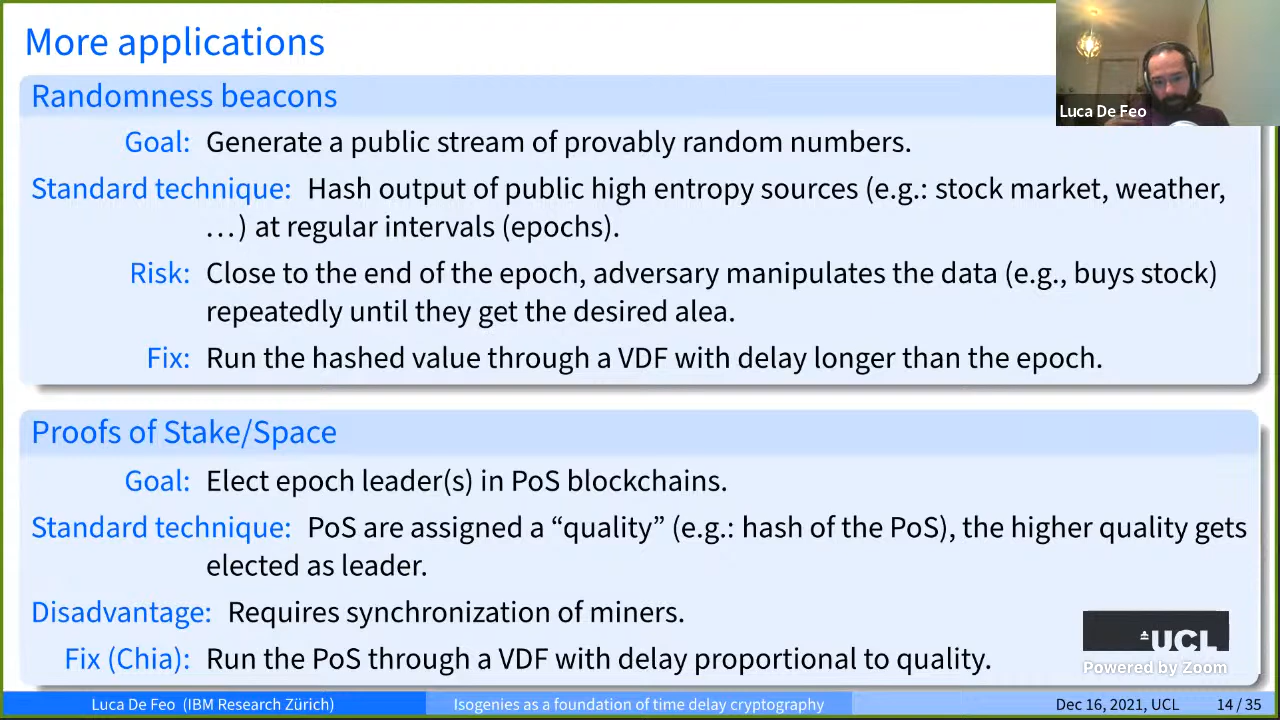 More applications
Luca De Feo
Randomness beacons
Goal: Generate a public stream of provably random numbers.
Standard technique: Hash output of public high entropy sources (e.g.: stock market, weather,
…) at regular intervals (epochs).
Risk: Close to the end of the epoch, adversary manipulates the data (e.g., buys stock)
repeatedly until they get the desired alea.
Fix: Run the hashed value through a VDF with delay longer than the epoch.
Proofs of Stake/Space
Goal: Elect epoch leader(s) in PoS blockchains.
Standard technique: PoS are assigned a “quality” (e.g.: hash of the PoS), the higher quality gets
elected as leader.
Disadvantage: Requires synchronization of miners.
Fix (Chia): Run the PoS through a VDF with delay proportional to quality.
UCL
Powered by Zoom
Luca De Feo (IBM Research Zürich) Isogenies as a foundation of time delay cryptography Dec 16, 2021, UCL 14 / 35